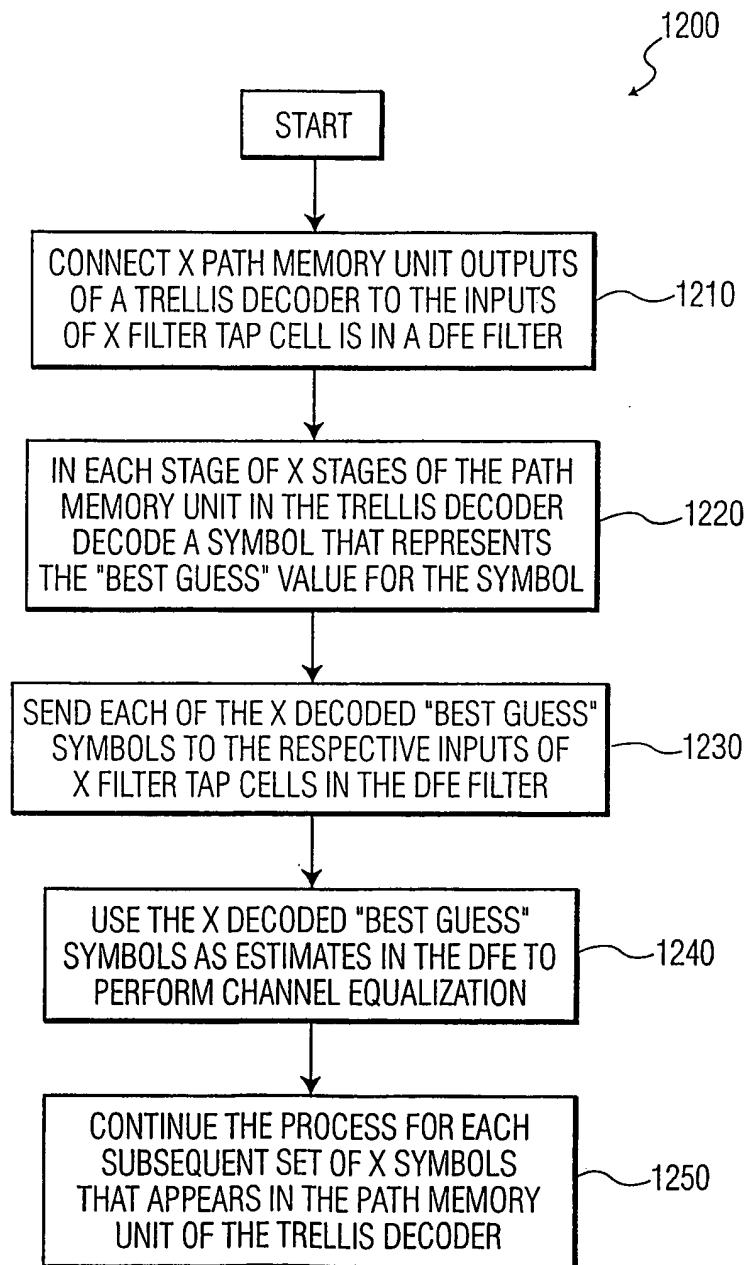 1200
START
CONNECT X PATH MEMORY UNIT OUTPUTS
OF A TRELLIS DECODER TO THE INPUTS
OF X FILTER TAP CELL IS IN A DFE FILTER
1210
IN EACH STAGE OF X STAGES OF THE PATH
MEMORY UNIT IN THE TRELLIS DECODER
DECODE A SYMBOL THAT REPRESENTS
THE "BEST GUESS" VALUE FOR THE SYMBOL
1220
SEND EACH OF THE X DECODED "BEST GUESS"
SYMBOLS TO THE RESPECTIVE INPUTS OF
X FILTER TAP CELLS IN THE DFE FILTER
1230
USE THE X DECODED "BEST GUESS"
SYMBOLS AS ESTIMATES IN THE DFE TO
PERFORM CHANNEL EQUALIZATION
1240
CONTINUE THE PROCESS FOR EACH
SUBSEQUENT SET OF X SYMBOLS
THAT APPEARS IN THE PATH MEMORY
UNIT OF THE TRELLIS DECODER
1250